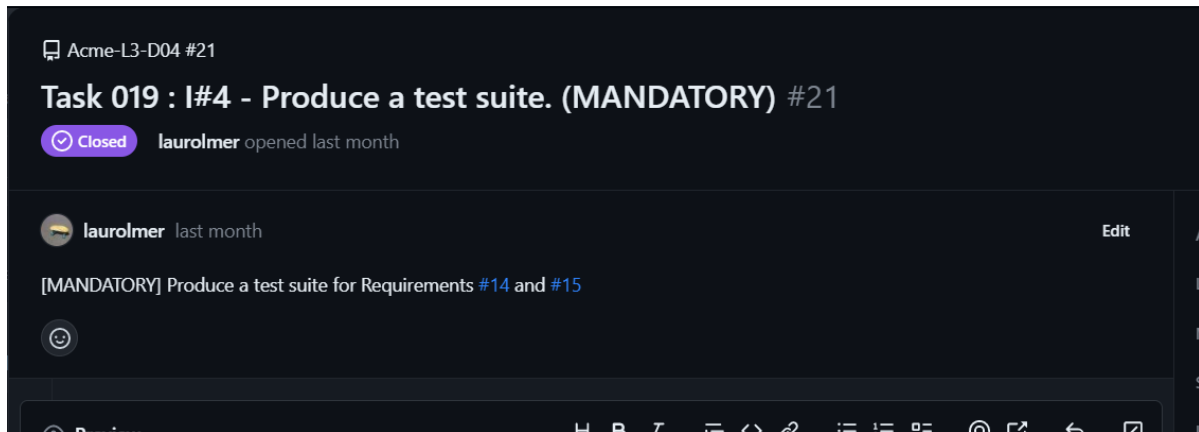 Acme-L3-D04 #21
Task 019 : I#4 - Produce a test suite. (MANDATORY) #21
Closed laurolmer opened last month
laurolmer last month Edit
[MANDATORY] Produce a test suite for Requirements #14 and #15
Preview H B I